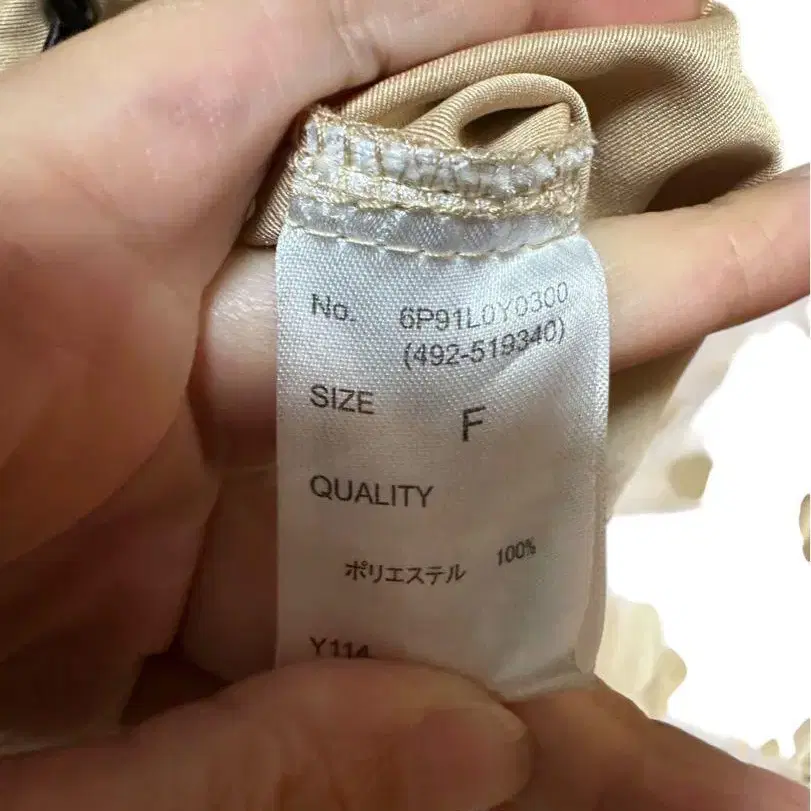 No. 6P91L0Y0300
(492-519340)
SIZE F
QUALITY
ポリエステル 100%
Y114